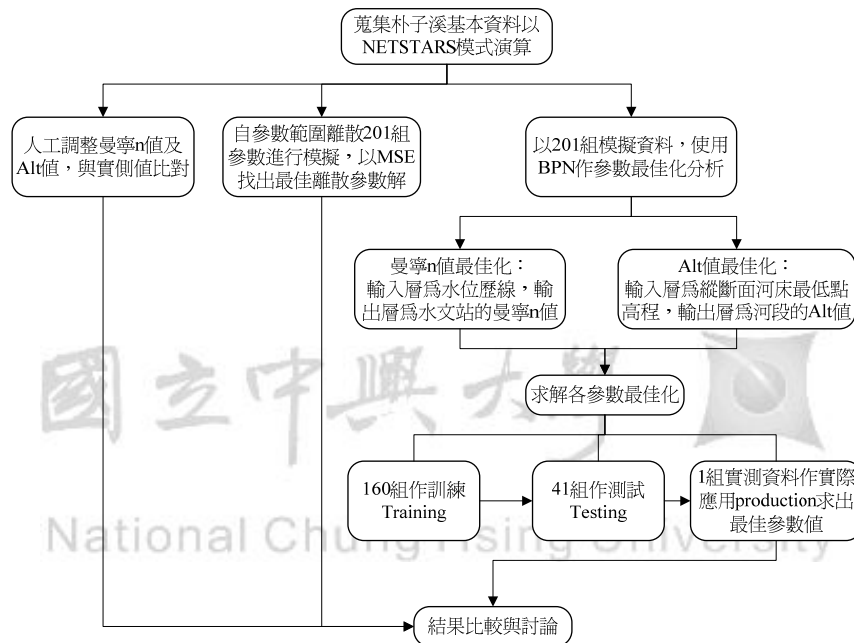 蒐集朴子溪基本資料以
NETSTARS模式演算
人工調整曼寧n值及
Alt值，與實測值比對
自參數範圍離散201組
參數進行模擬，以MSE
找出最佳離散參數解
以201組模擬資料，使用
BPN作參數最佳化分析
曼寧n值最佳化：
輸入層為水位歷線，輸
出層為水文站的曼寧n值
Alt值最佳化：
輸入層為縱斷面河床最低點
高程，輸出層為河段的Alt值
國立中興大學
求解各參數最佳化
160組作訓練
Training
41組作測試
Testing
1組實測資料作實際
應用production求出
最佳參數值
National Chung Hsing University
結果比較與討論